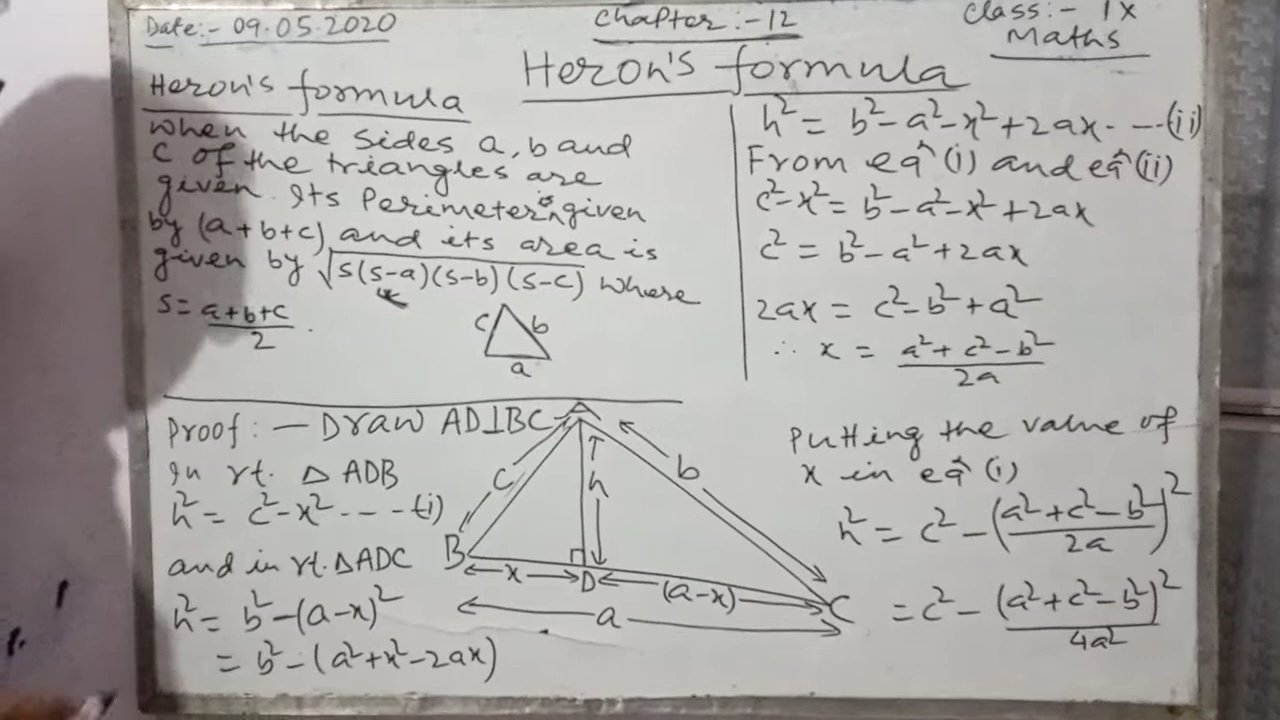 Date:- 09.05.2020
Chapter:-12
Class:- IX
Maths
Heron's formula
Heron's formula
When the sides a, b and
c of the triangles are
given. Its Perimeter is given
by (a+b+c) and its area is
given by √s(s-a)(s-b)(s-c) where
s = a+b+c
2
c b
a
Proof:- Draw AD⊥BC
In rt. △ ADB
h² = c²-x² ---- (i)
and in rt. △ADC
h² = b²-(a-x)²
= b²-(a²+x²-2ax)
A
c
h
b
B
x
D
(a-x)
C
a
h² = b²-a²-x²+2ax- --- (ii)
From eqⁿ(i) and eqⁿ(ii)
c²-x² = b²-a²-x²+2ax
c² = b²-a²+2ax
2ax = c²-b²+a²
∴ x = a²+c²-b²
2a
Putting the value of
x in eqⁿ (i)
h² = c² - (a²+c²-b²)²
2a
= c² - (a²+c²-b²)²
4a²